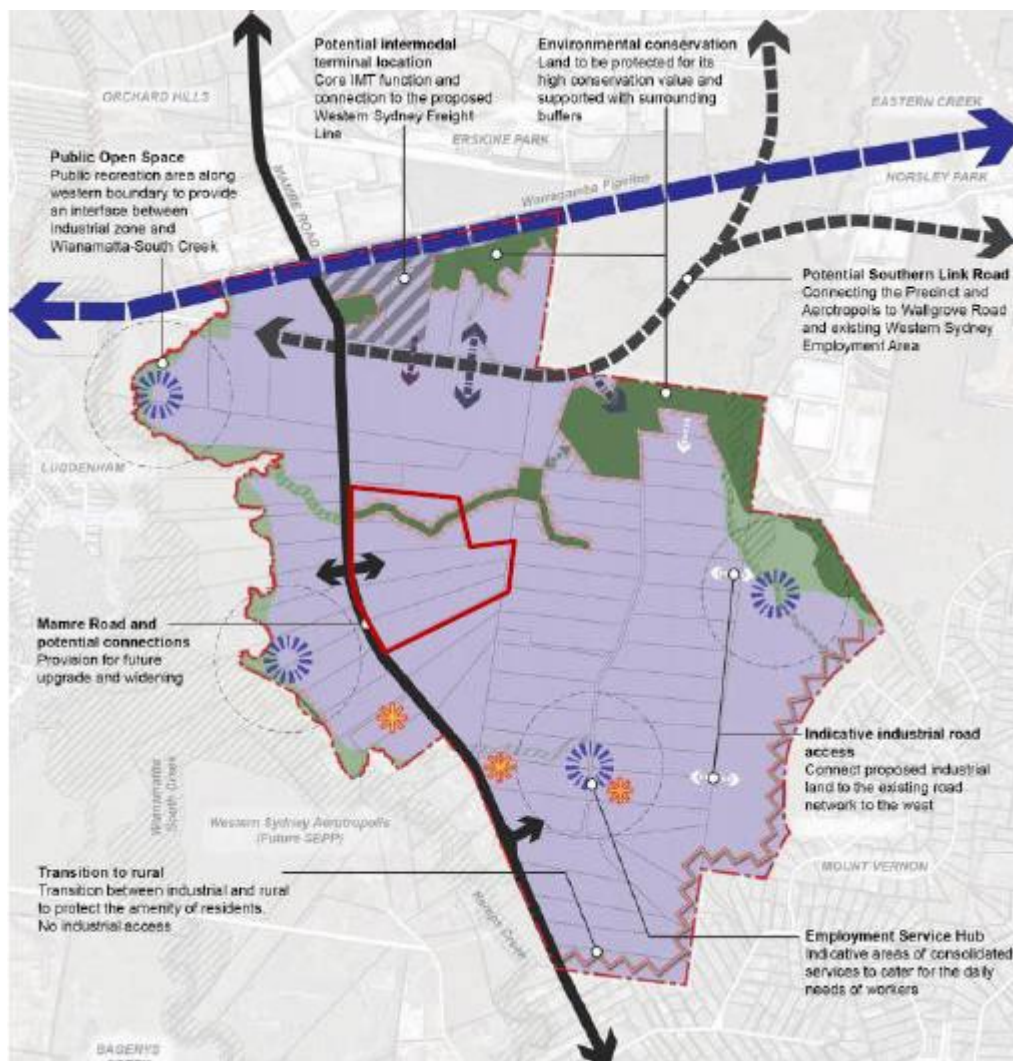 Potential intermodal
terminal location
Core IMT function and
connection to the proposed
Western Sydney Freight
Line
Environmental conservation
Land to be protected for its
high conservation value and
supported with surrounding
buffers
ORCHARD HILLS
ERSKINE PARK
EASTERN CREEK
HORSLEY PARK
MAMRE ROAD
Warragamba Pipeline
Public Open Space
Public recreation area along
western boundary to provide
an interface between
industrial zone and
Wianamatta-South Creek
Potential Southern Link Road
Connecting the Precinct and
Aerotropolis to Wallgrove Road
and existing Western Sydney
Employment Area
LUDDENHAM
Mamre Road and
potential connections
Provision for future
upgrade and widening
Wianamatta
South Creek
Western Sydney Aerotropolis
(Future SEPP)
Indicative industrial road
access
Connect proposed industrial
land to the existing road
network to the west
MOUNT VERNON
Transition to rural
Transition between industrial and rural
to protect the amenity of residents.
No industrial access
Kemps Creek
Employment Service Hub
Indicative areas of consolidated
services to cater for the daily
needs of workers
BADGERYS